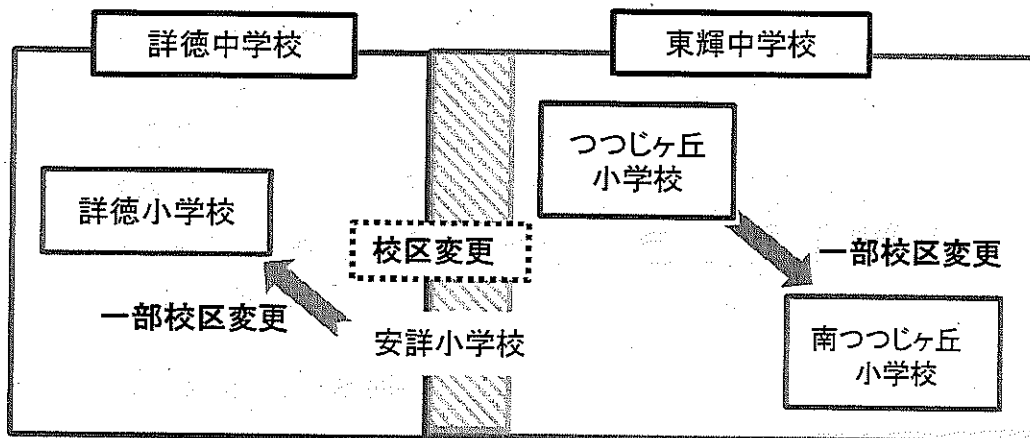 詳徳中学校
東輝中学校
つつじヶ丘
小学校
詳徳小学校
校区変更
一部校区変更
一部校区変更
安詳小学校
南つつじヶ丘
小学校